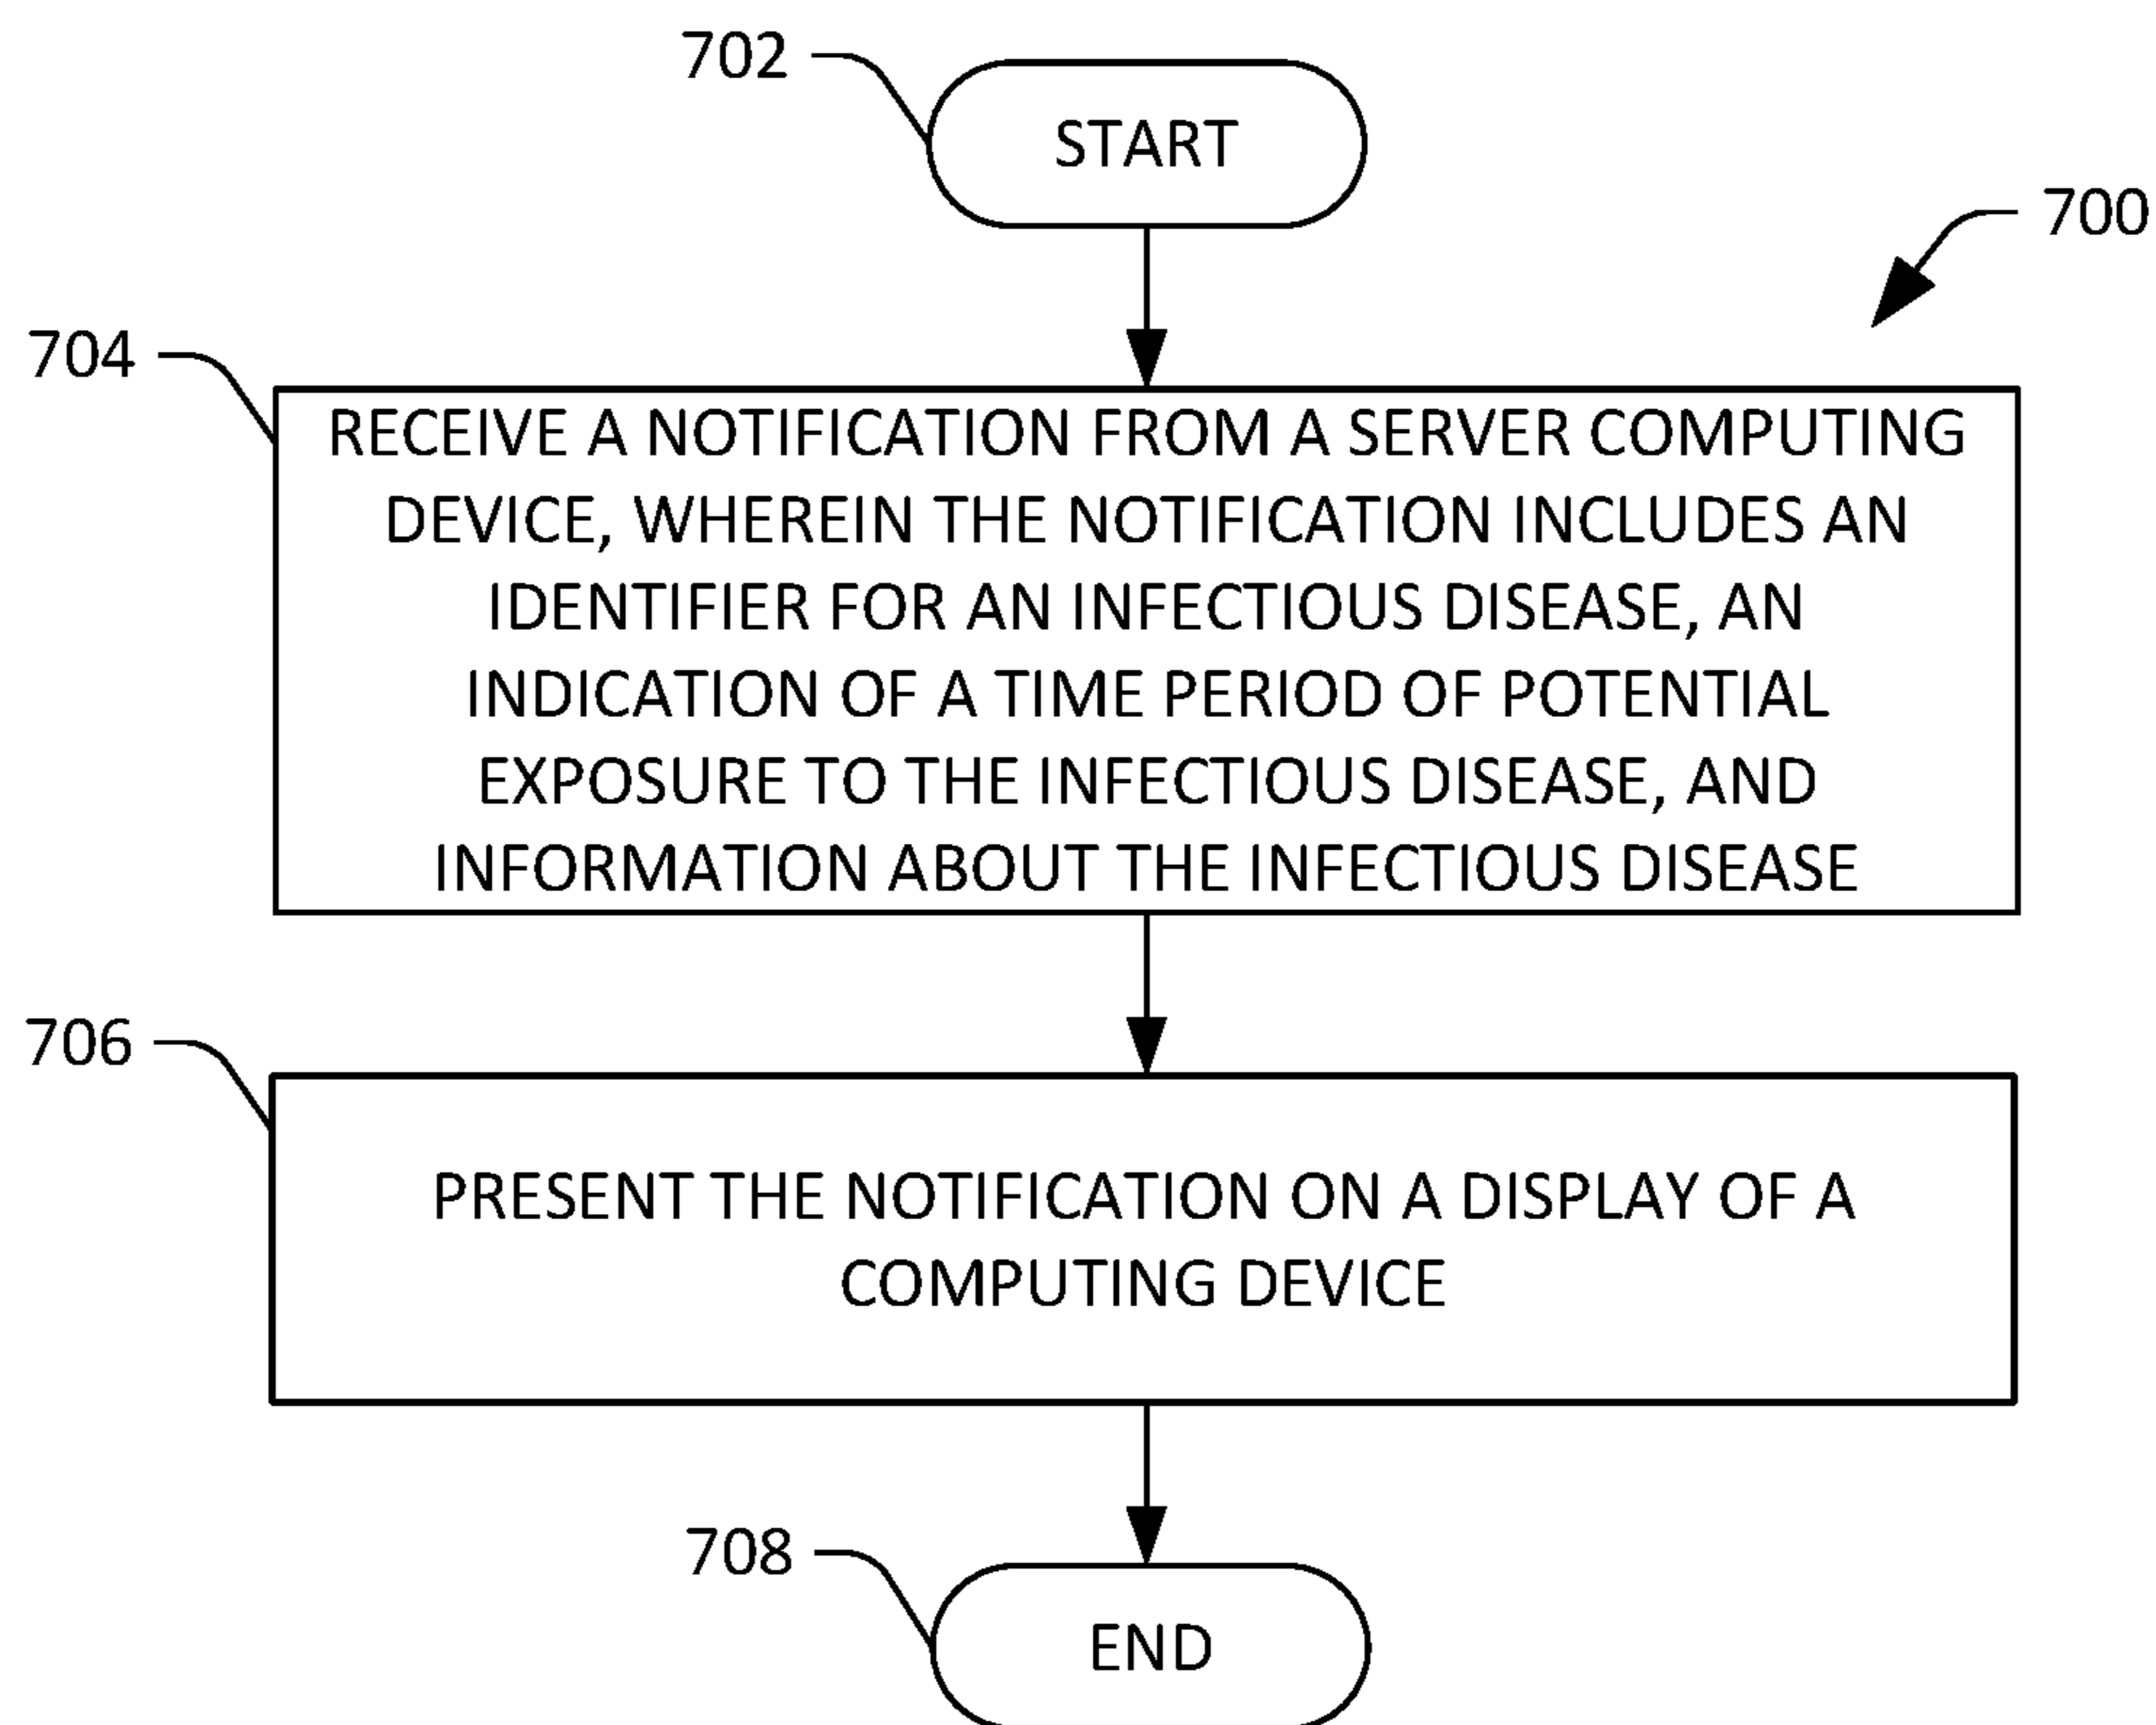 702
START
700
704
RECEIVE A NOTIFICATION FROM A SERVER COMPUTING
DEVICE, WHEREIN THE NOTIFICATION INCLUDES AN
IDENTIFIER FOR AN INFECTIOUS DISEASE, AN
INDICATION OF A TIME PERIOD OF POTENTIAL
EXPOSURE TO THE INFECTIOUS DISEASE, AND
INFORMATION ABOUT THE INFECTIOUS DISEASE
706
PRESENT THE NOTIFICATION ON A DISPLAY OF A
COMPUTING DEVICE
708
END